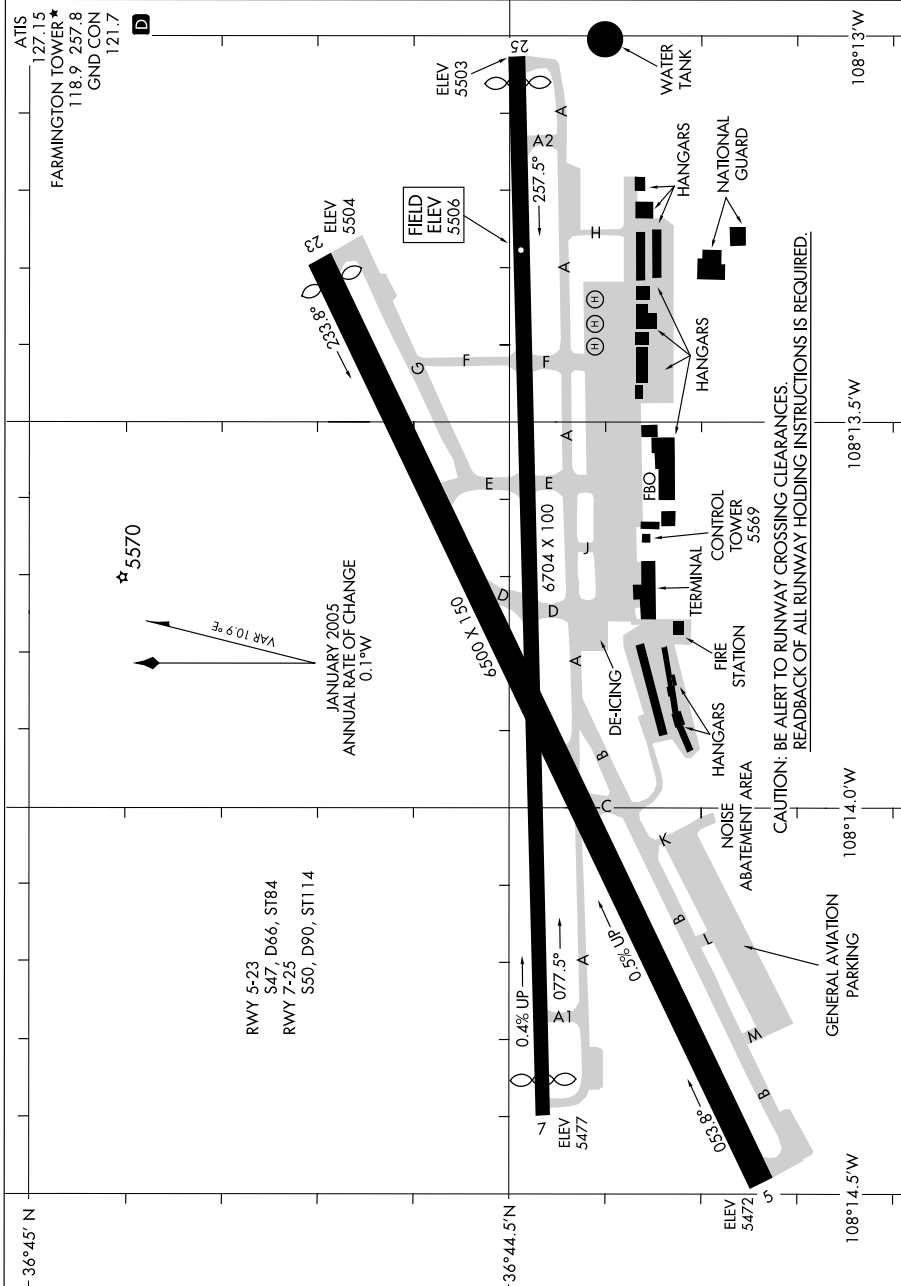 ATIS
127.15
FARMINGTON TOWER★
118.9 257.8
GND CON
121.7
D
36°45' N
36°44.5'N
108°14.5'W
108°14.0'W
108°13.5'W
108°13'W
RWY 5-23
S47, D66, ST84
RWY 7-25
S50, D90, ST114
JANUARY 2005
ANNUAL RATE OF CHANGE
0.1°W
VAR 10.9°E
5570
23
ELEV
5504
233.8°
FIELD
ELEV
5506
ELEV
5503
25
257.5°
A2
A
A
H
G
F
F
H
H
H
A
E
E
6704 X 100
6500 X 150
D
D
J
A
0.4% UP
077.5°
A
A1
7
ELEV
5477
0.5% UP
053.8°
5
ELEV
5472
B
C
K
B
L
M
B
DE-ICING
WATER
TANK
HANGARS
NATIONAL
GUARD
HANGARS
FBO
CONTROL
TOWER
5569
TERMINAL
FIRE
STATION
HANGARS
NOISE
ABATEMENT AREA
GENERAL AVIATION
PARKING
CAUTION: BE ALERT TO RUNWAY CROSSING CLEARANCES.
READBACK OF ALL RUNWAY HOLDING INSTRUCTIONS IS REQUIRED.